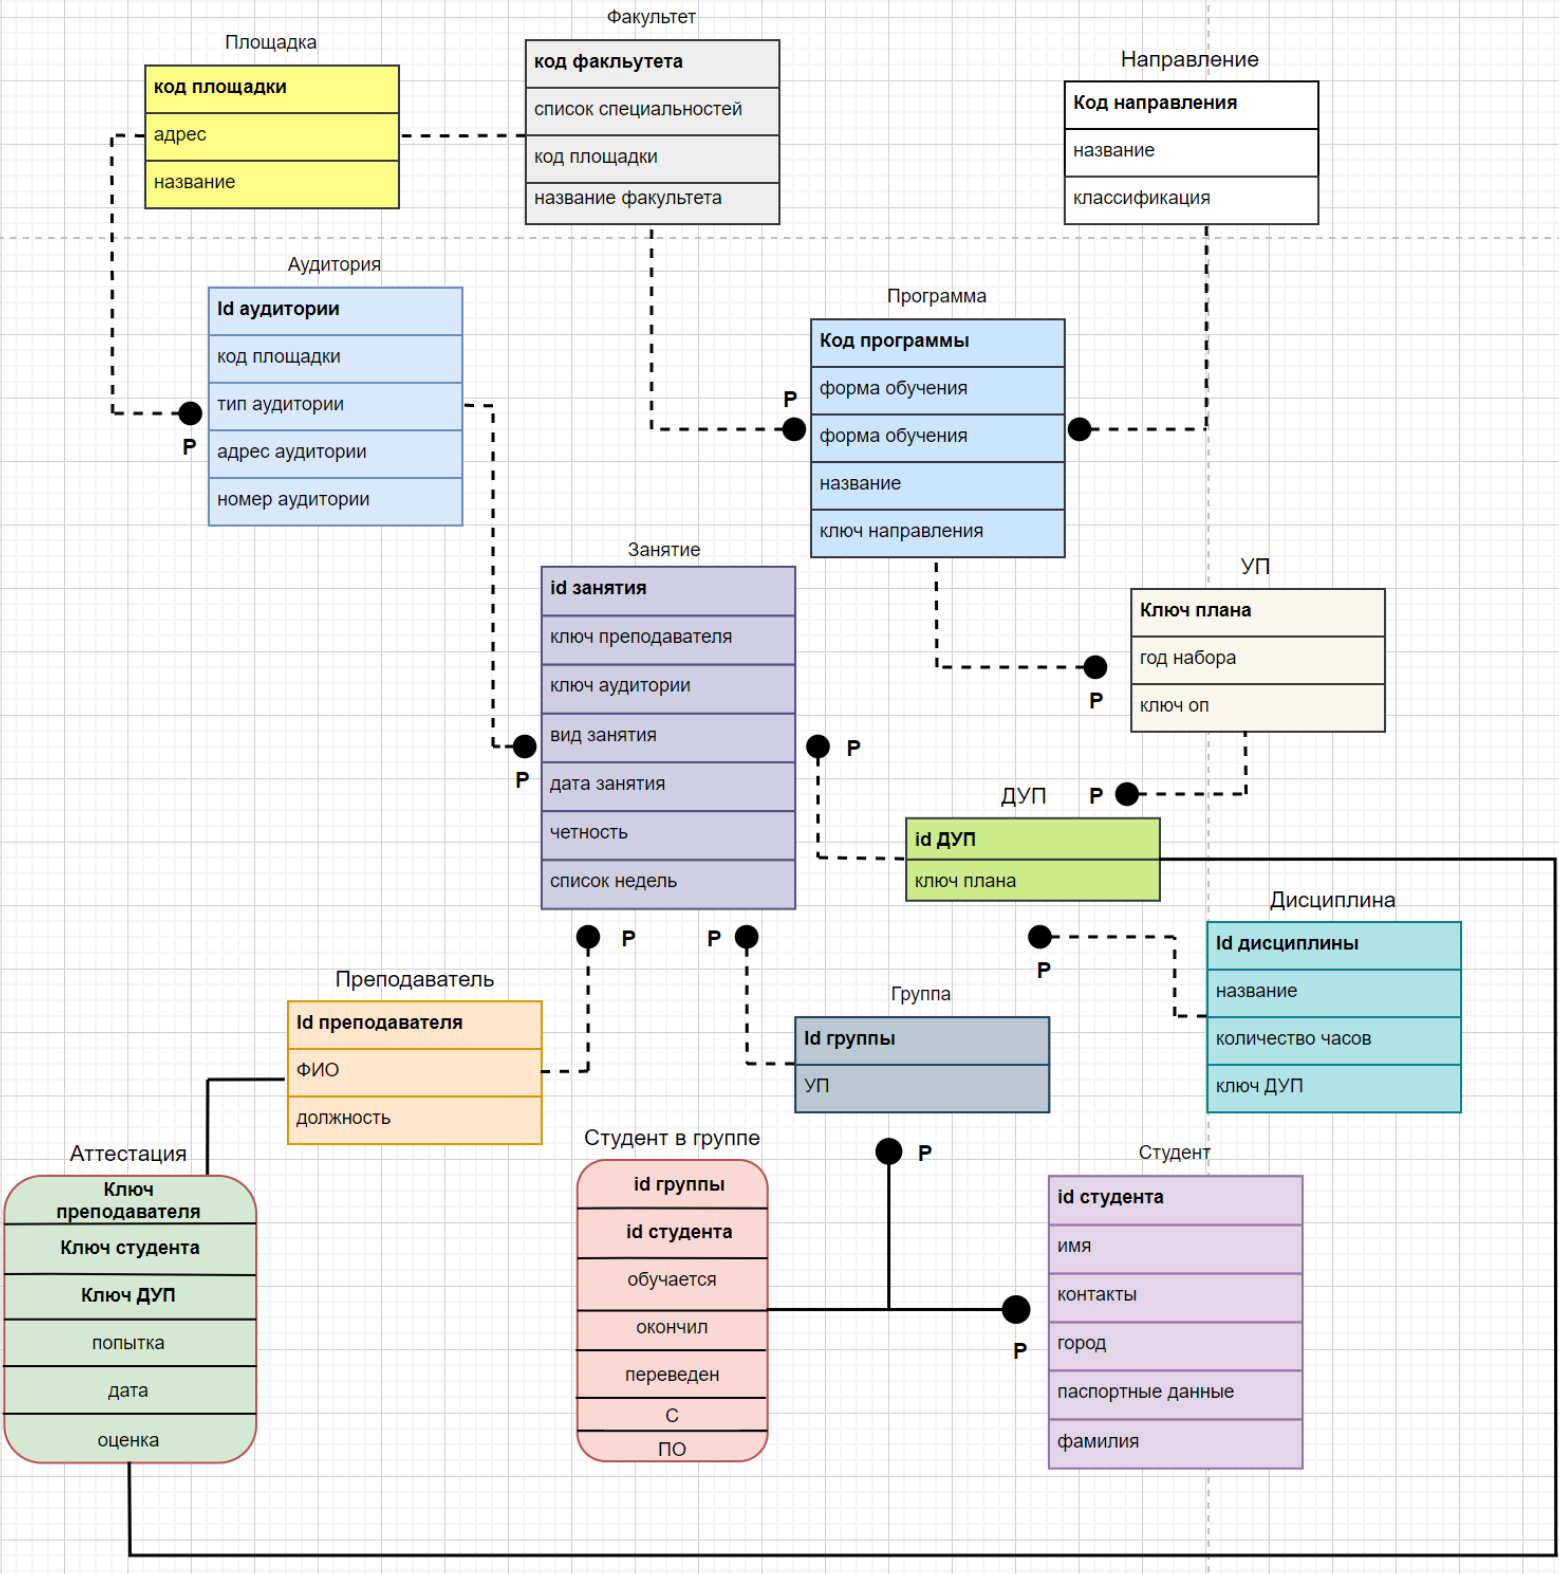 Факультет
код факльутета
список специальностей
код площадки
название факультета
Площадка
код площадки
адрес
название
Направление
Код направления
название
классификация
Аудитория
Id аудитории
код площадки
тип аудитории
адрес аудитории
номер аудитории
P
Программа
Код программы
форма обучения
форма обучения
название
ключ направления
P
Занятие
id занятия
ключ преподавателя
ключ аудитории
вид занятия
дата занятия
четность
список недель
P
P
P
P
УП
Ключ плана
год набора
ключ оп
P
ДУП
P
id ДУП
ключ плана
P
Дисциплина
Id дисциплины
название
количество часов
ключ ДУП
Преподаватель
Id преподавателя
ФИО
должность
Группа
Id группы
УП
P
Аттестация
Ключ
преподавателя
Ключ студента
Ключ ДУП
попытка
дата
оценка
Студент в группе
id группы
id студента
обучается
окончил
переведен
С
ПО
P
Студент
id студента
имя
контакты
город
паспортные данные
фамилия